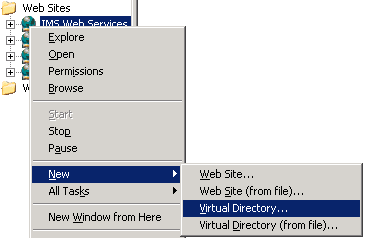 Web Sites
IMS Web Services
Explore
Open
Permissions
Browse
Start
Stop
Pause
New
All Tasks
New Window from Here
Web Site...
Web Site (from file)...
Virtual Directory...
Virtual Directory (from file)...